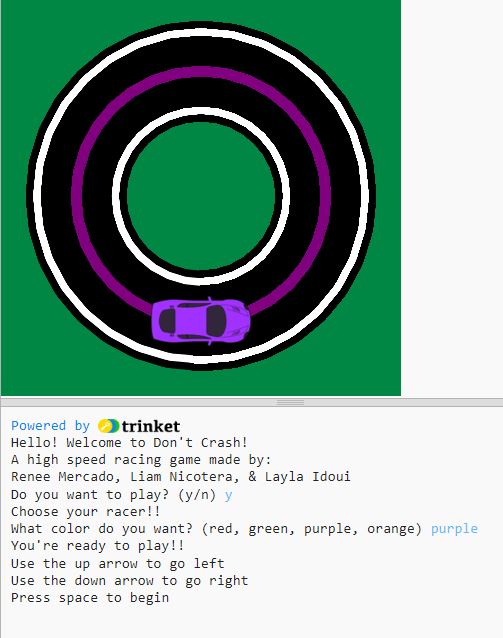 Powered by trinket
Hello! Welcome to Don't Crash!
A high speed racing game made by:
Renee Mercado, Liam Nicotera, & Layla Idoui
Do you want to play? (y/n) y
Choose your racer!!
What color do you want? (red, green, purple, orange) purple
You're ready to play!!
Use the up arrow to go left
Use the down arrow to go right
Press space to begin